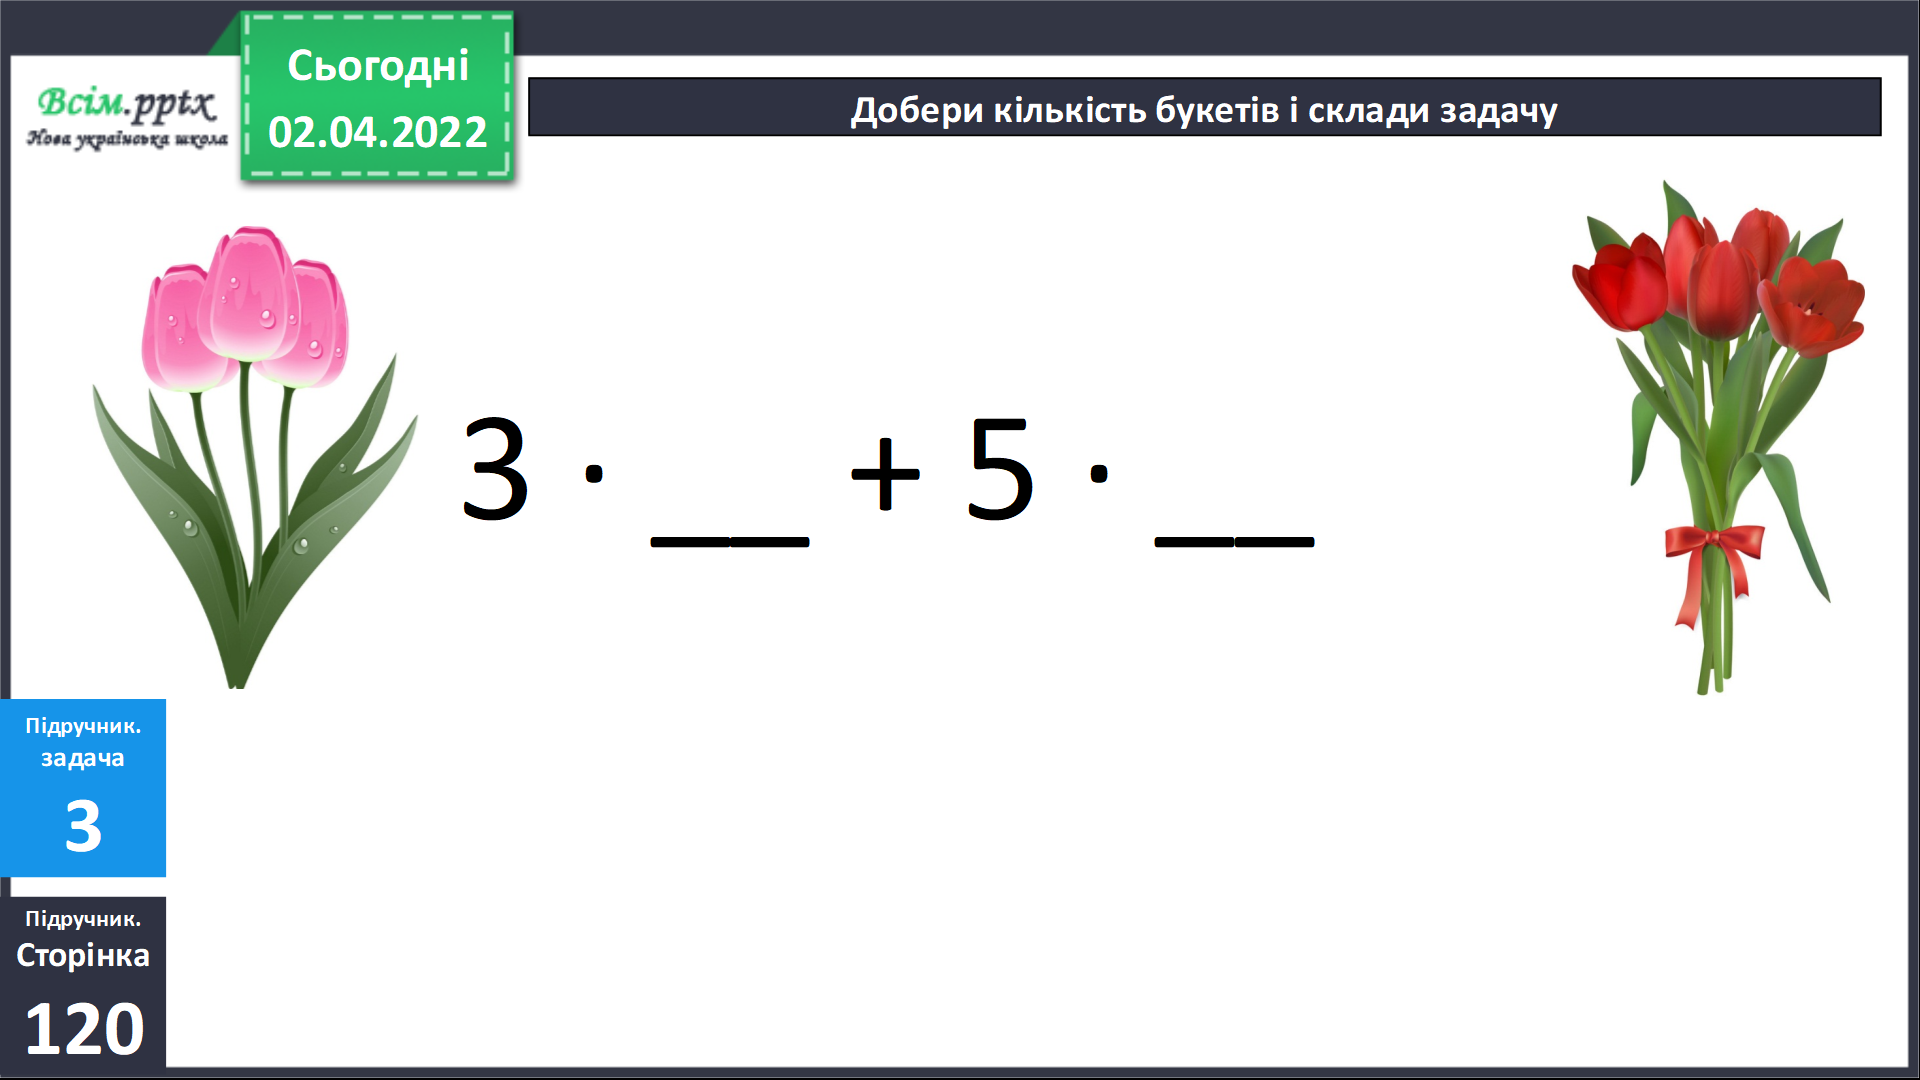 Всім.pptx
Нова українська школа
Сьогодні
02.04.2022
Добери кількість букетів і склади задачу
3 · __ + 5 · __
Підручник.
задача
3
Підручник.
Сторінка
120